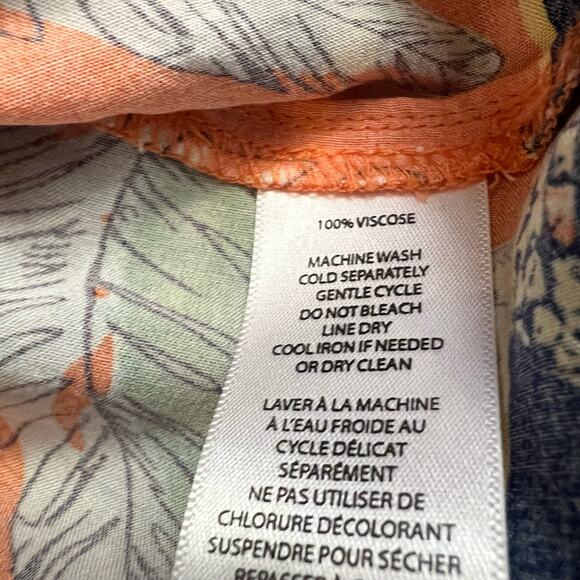 100% VISCOSE
MACHINE WASH
COLD SEPARATELY
GENTLE CYCLE
DO NOT BLEACH
LINE DRY
COOL IRON IF NEEDED
OR DRY CLEAN
LAVER À LA MACHINE
À L'EAU FROIDE AU
CYCLE DÉLICAT
SÉPARÉMENT
NE PAS UTILISER DE
CHLORURE DÉCOLORANT
SUSPENDRE POUR SÉCHER
REPASSER À